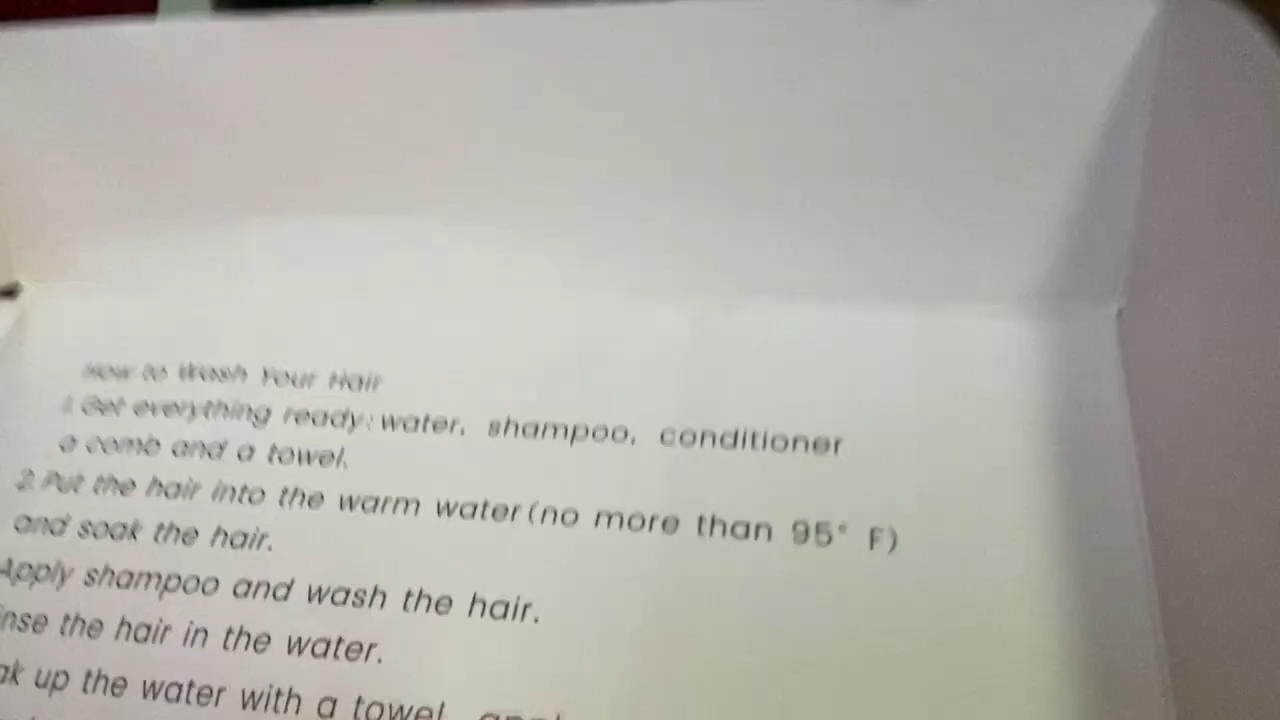 How to Wash Your Hair
1. Get everything ready: water, shampoo, conditioner
a comb and a towel.
2. Put the hair into the warm water (no more than 95° F)
and soak the hair.
Apply shampoo and wash the hair.
inse the hair in the water.
ak up the water with a towel